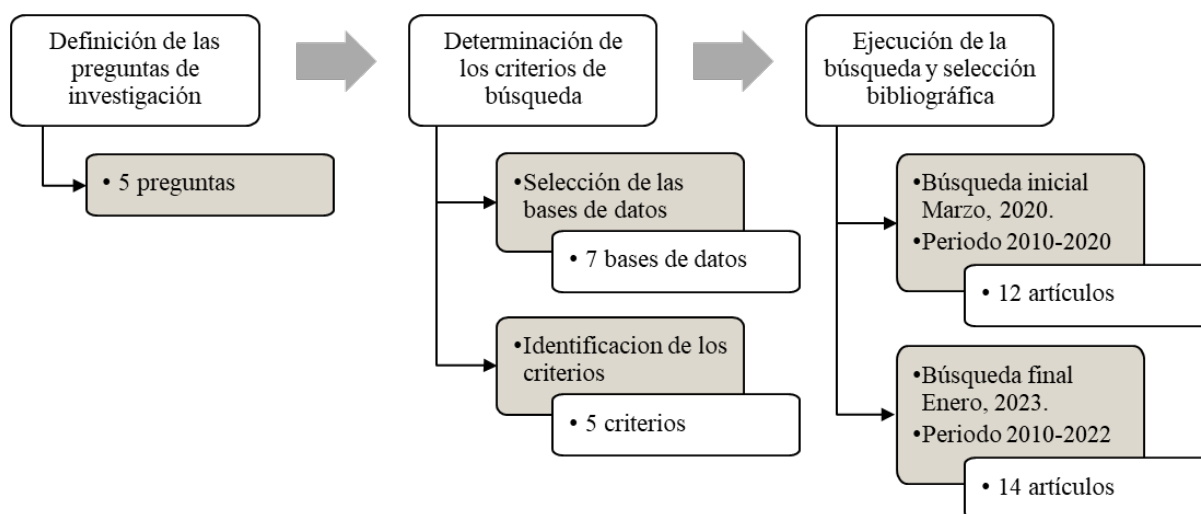 Definición de las
preguntas de
investigación
• 5 preguntas
Determinación de
los criterios de
búsqueda
•Selección de las
bases de datos
• 7 bases de datos
•Identificacion de los
criterios
• 5 criterios
Ejecución de la
búsqueda y selección
bibliográfica
•Búsqueda inicial
Marzo, 2020.
•Periodo 2010-2020
• 12 artículos
•Búsqueda final
Enero, 2023.
•Periodo 2010-2022
• 14 artículos